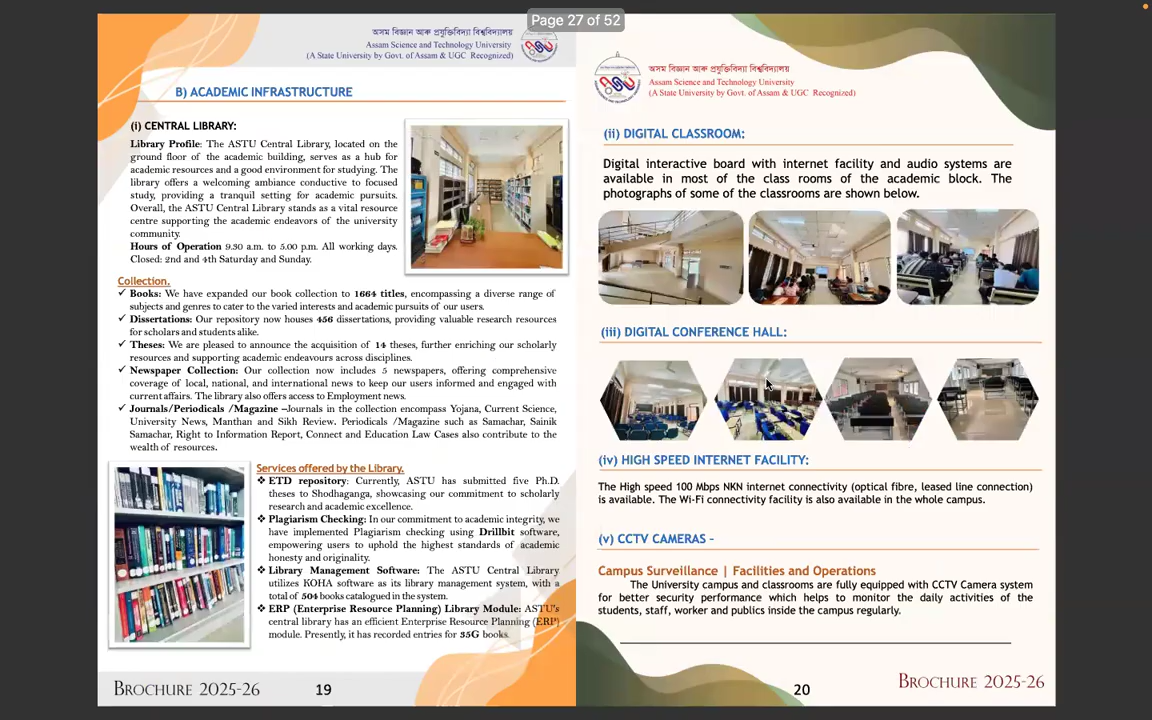 Page 27 of 52
অসম বিজ্ঞান আৰু প্ৰযুক্তিবিদ্যা বিশ্ববিদ্যালয়
Assam Science and Technology University
(A State University by Govt. of Assam & UGC Recognized)
B) ACADEMIC INFRASTRUCTURE
(i) CENTRAL LIBRARY:
Library Profile: The ASTU Central Library, located on the
ground floor of the academic building, serves as a hub for
academic resources and a good environment for studying. The
library offers a welcoming ambiance conductive to focused
study, providing a tranquil setting for academic pursuits.
Overall, the ASTU Central Library stands as a vital resource
centre supporting the academic endeavors of the university
community.
Hours of Operation 9.30 a.m. to 5.00 p.m. All working days.
Closed: 2nd and 4th Saturday and Sunday.
Collection.
✓ Books: We have expanded our book collection to 1664 titles, encompassing a diverse range of
subjects and genres to cater to the varied interests and academic pursuits of our users.
✓ Dissertations: Our repository now houses 456 dissertations, providing valuable research resources
for scholars and students alike.
✓ Theses: We are pleased to announce the acquisition of 14 theses, further enriching our scholarly
resources and supporting academic endeavours across disciplines.
✓ Newspaper Collection: Our collection now includes 5 newspapers, offering comprehensive
coverage of local, national, and international news to keep our users informed and engaged with
current affairs. The library also offers access to Employment news.
✓ Journals/Periodicals /Magazine –Journals in the collection encompass Yojana, Current Science,
University News, Manthan and Sikh Review. Periodicals /Magazine such as Samachar, Sainik
Samachar, Right to Information Report, Connect and Education Law Cases also contribute to the
wealth of resources.
Services offered by the Library.
❖ ETD repository: Currently, ASTU has submitted five Ph.D.
theses to Shodhaganga, showcasing our commitment to scholarly
research and academic excellence.
❖ Plagiarism Checking: In our commitment to academic integrity, we
have implemented Plagiarism checking using Drillbit software,
empowering users to uphold the highest standards of academic
honesty and originality.
❖ Library Management Software: The ASTU Central Library
utilizes KOHA software as its library management system, with a
total of 504 books catalogued in the system.
❖ ERP (Enterprise Resource Planning) Library Module: ASTU's
central library has an efficient Enterprise Resource Planning (ERP)
module. Presently, it has recorded entries for 35G books.
BROCHURE 2025-26
19
অসম বিজ্ঞান আৰু প্ৰযুক্তিবিদ্যা বিশ্ববিদ্যালয়
Assam Science and Technology University
(A State University by Govt. of Assam & UGC Recognized)
(ii) DIGITAL CLASSROOM:
Digital interactive board with internet facility and audio systems are
available in most of the class rooms of the academic block. The
photographs of some of the classrooms are shown below.
(iii) DIGITAL CONFERENCE HALL:
(iv) HIGH SPEED INTERNET FACILITY:
The High speed 100 Mbps NKN internet connectivity (optical fibre, leased line connection)
is available. The Wi-Fi connectivity facility is also available in the whole campus.
(v) CCTV CAMERAS –
Campus Surveillance | Facilities and Operations
The University campus and classrooms are fully equipped with CCTV Camera system
for better security performance which helps to monitor the daily activities of the
students, staff, worker and publics inside the campus regularly.
20
BROCHURE 2025-26